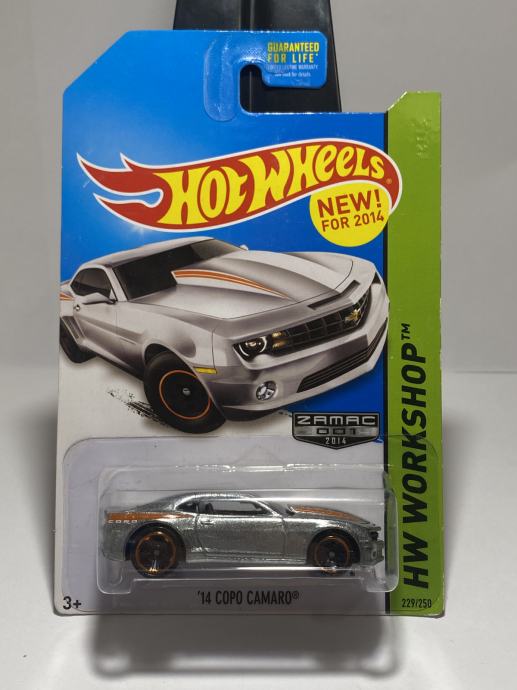 GUARANTEED
FOR LIFE*
HOT WHEELS®
NEW!
FOR 2014
HW WORKSHOP™
ZAMAC
001
2014
COPO
3+
'14 COPO CAMARO®
229/250